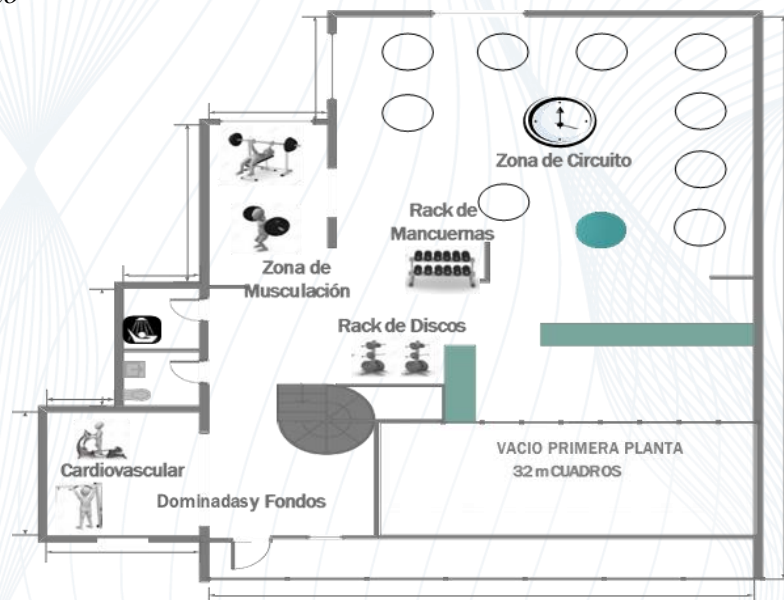 Zona de Circuito
Rack de
Mancuernas
Zona de
Musculación
Rack de Discos
VACIO PRIMERA PLANTA
32 m CUADROS
Cardiovascular
Dominadas y Fondos